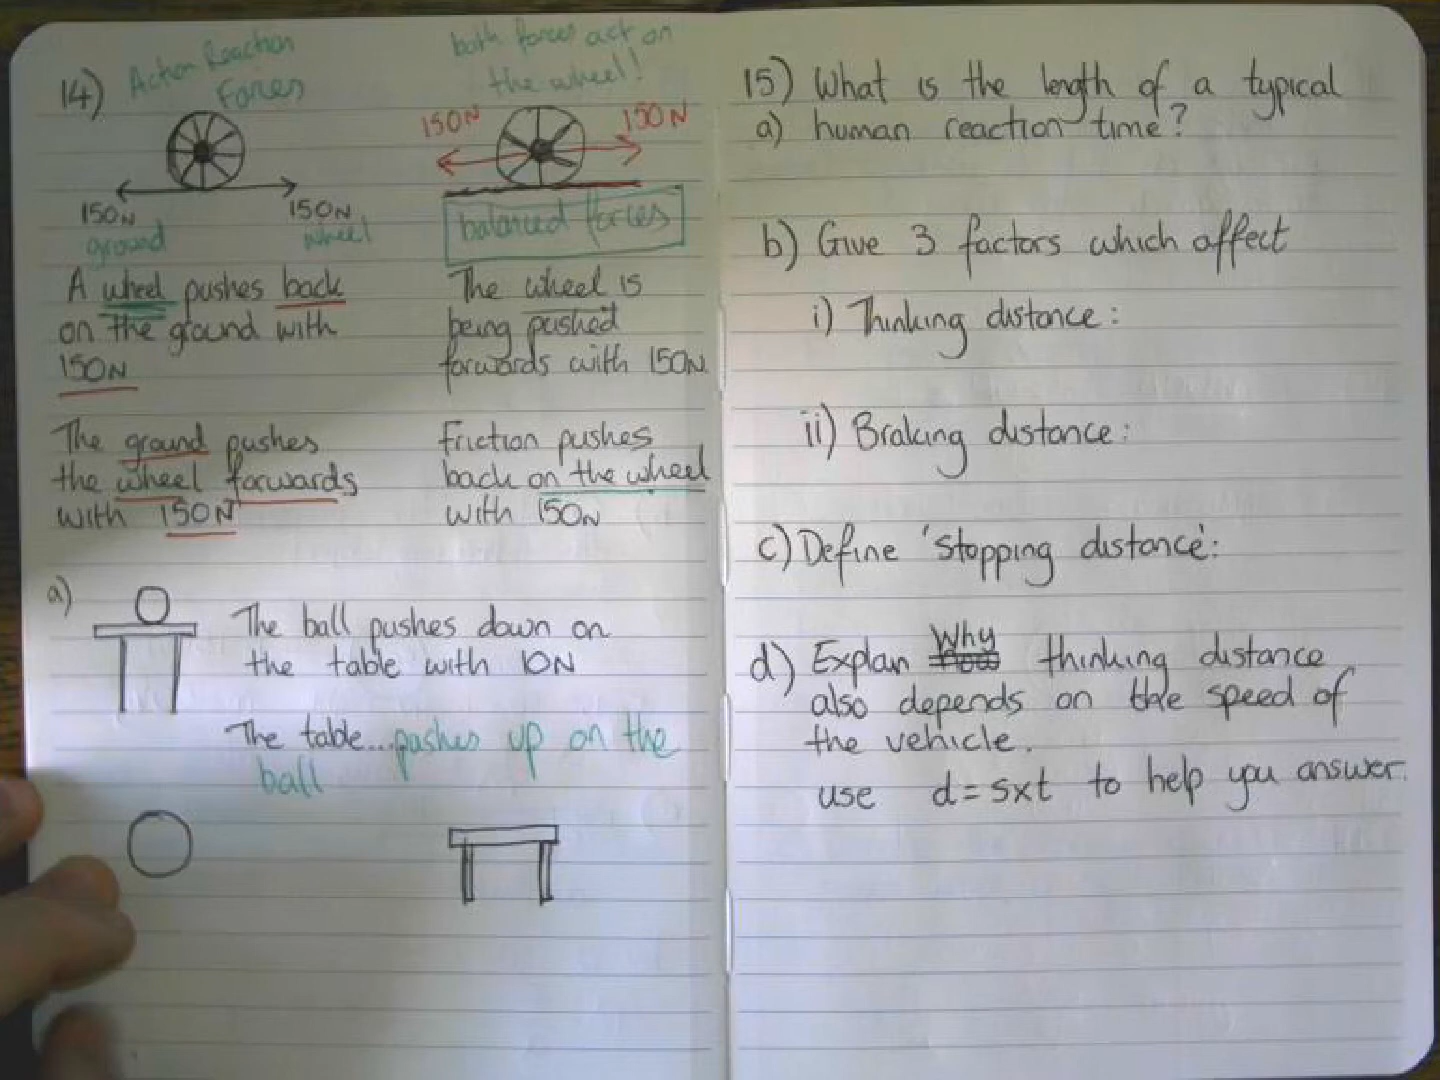 14) Action Reaction
Forces
150N
150N
ground
wheel
A wheel pushes back
on the ground with
150N
The ground pushes
the wheel forwards
with 150N
both forces act on
the wheel!
150N
150N
balanced forces
The wheel is
being pushed
forwards with 150N
Friction pushes
back on the wheel
with 150N
a)
The ball pushes down on
the table with 10N
The table... pushes up on the
ball
15) What is the length of a typical
a) human reaction time?
b) Give 3 factors which affect
i) Thinking distance:
ii) Braking distance:
c) Define 'stopping distance':
d) Explain Why thinking distance
also depends on the speed of
the vehicle.
use d = s×t to help you answer.